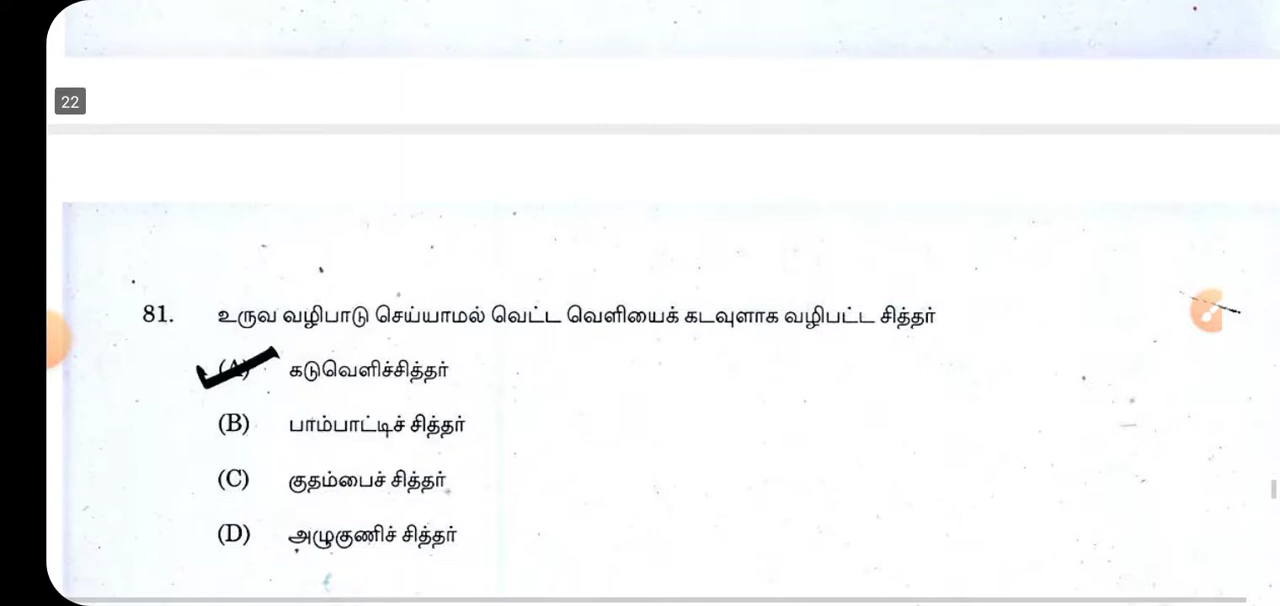 22
81. உருவ வழிபாடு செய்யாமல் வெட்ட வெளியைக் கடவுளாக வழிபட்ட சித்தர்
(A) கடுவெளிச்சித்தர்
(B) பாம்பாட்டிச் சித்தர்
(C) குதம்பைச் சித்தர்
(D) அழுகுணிச் சித்தர்